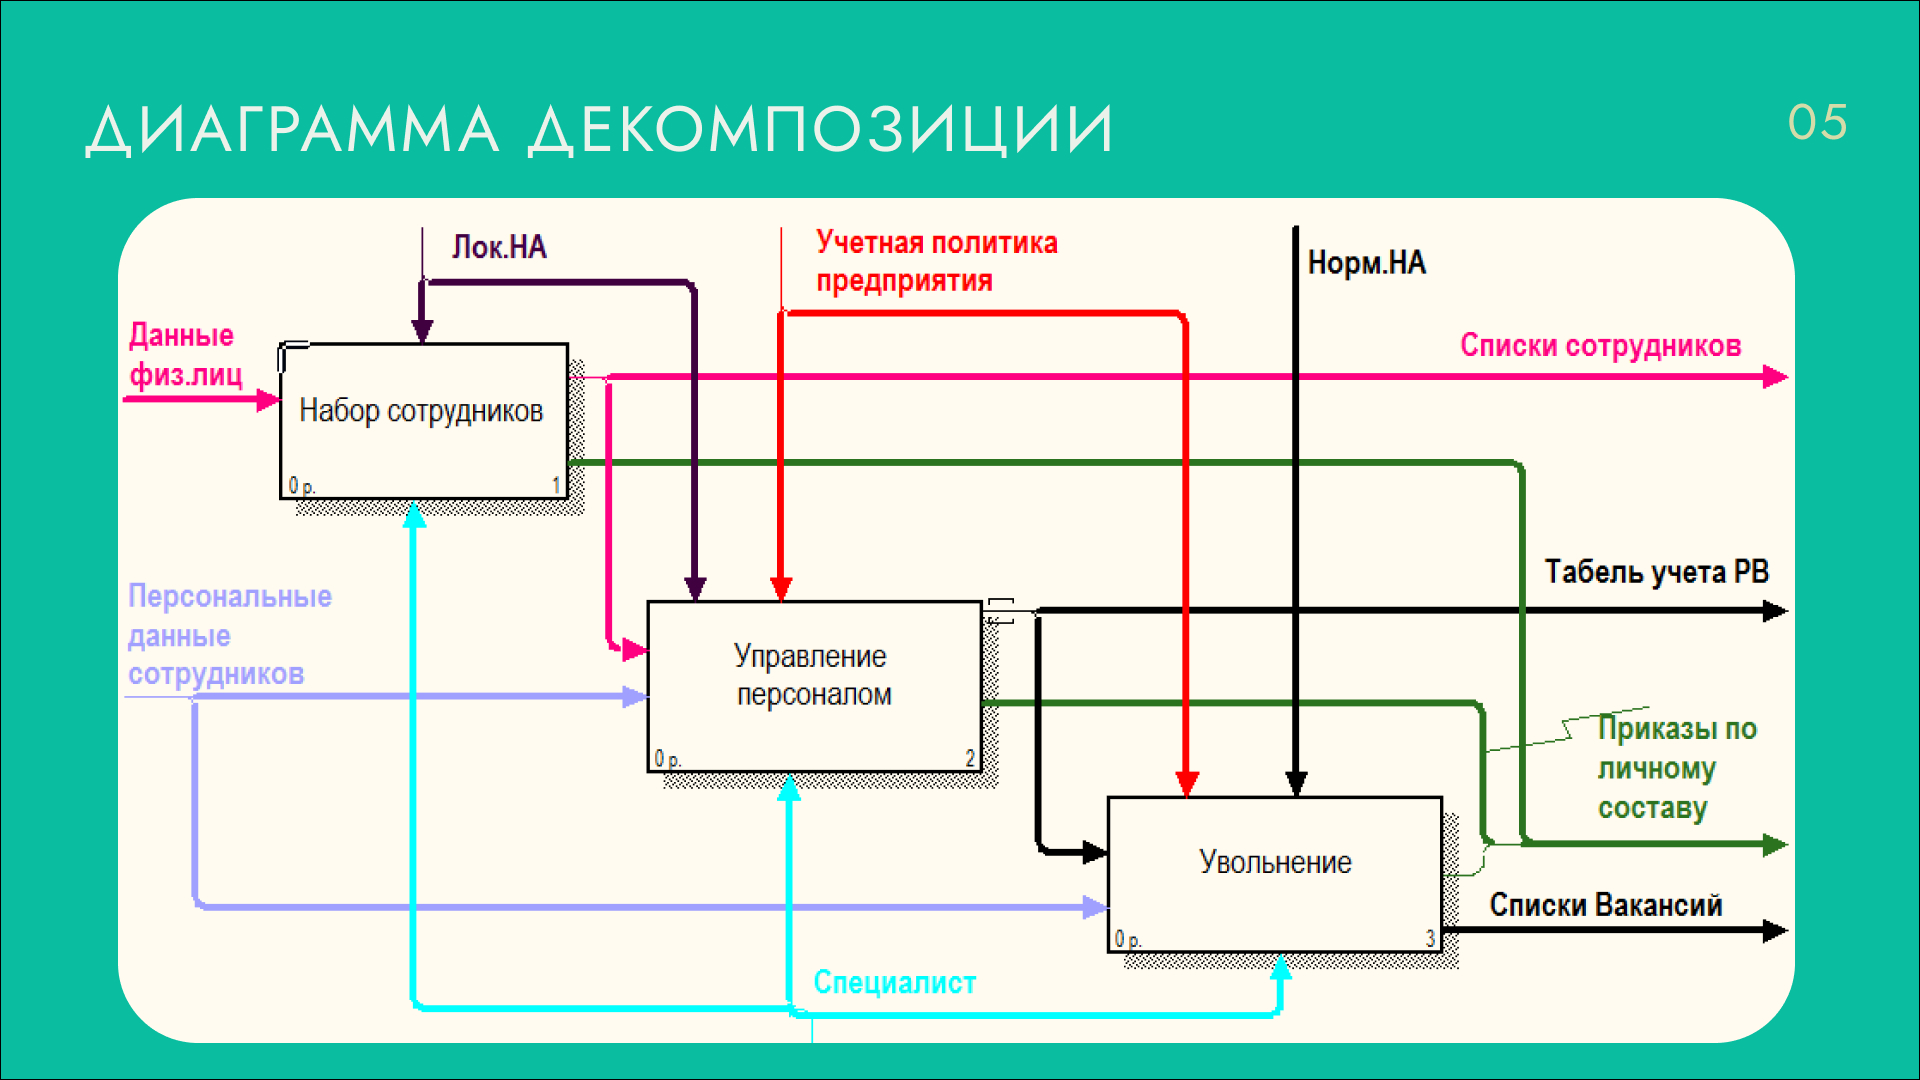 ДИАГРАММА ДЕКОМПОЗИЦИИ
05
Лок.НА
Учетная политика
предприятия
Норм.НА
Данные
физ.лиц
Списки сотрудников
Набор сотрудников
0 р.
1
Табель учета РВ
Персональные
данные
сотрудников
Управление
персоналом
0 р.
2
Приказы по
личному
составу
Увольнение
0 р.
3
Списки Вакансий
Специалист